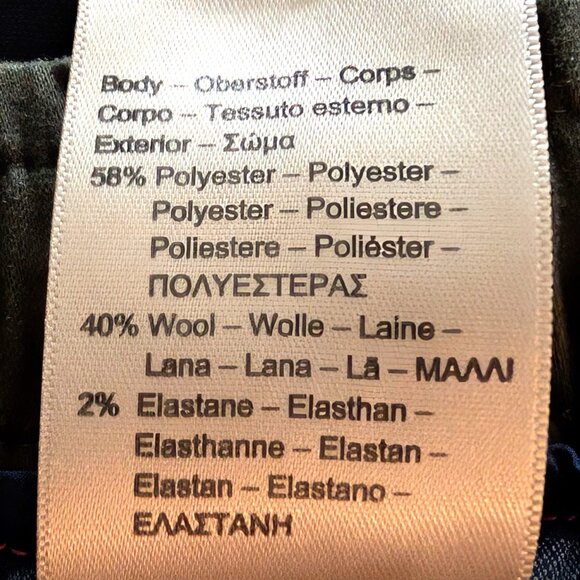 Body – Oberstoff – Corps –
Corpo – Tessuto esterno –
Exterior – Σώμα
58% Polyester – Polyester –
Polyester – Poliestere –
Poliestere – Poliéster –
ΠΟΛΥΕΣΤΕΡΑΣ
40% Wool – Wolle – Laine –
Lana – Lana – Lã – ΜΑΛΛΙ
2% Elastane – Elasthan –
Elasthanne – Elastan –
Elastan – Elastano –
ΕΛΑΣΤΑΝΗ